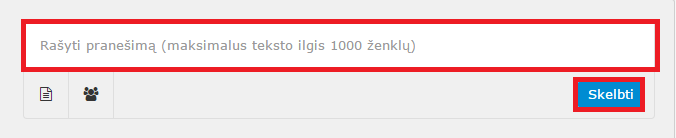 Rašyti pranešimą (maksimalus teksto ilgis 1000 ženklų)
Skelbti